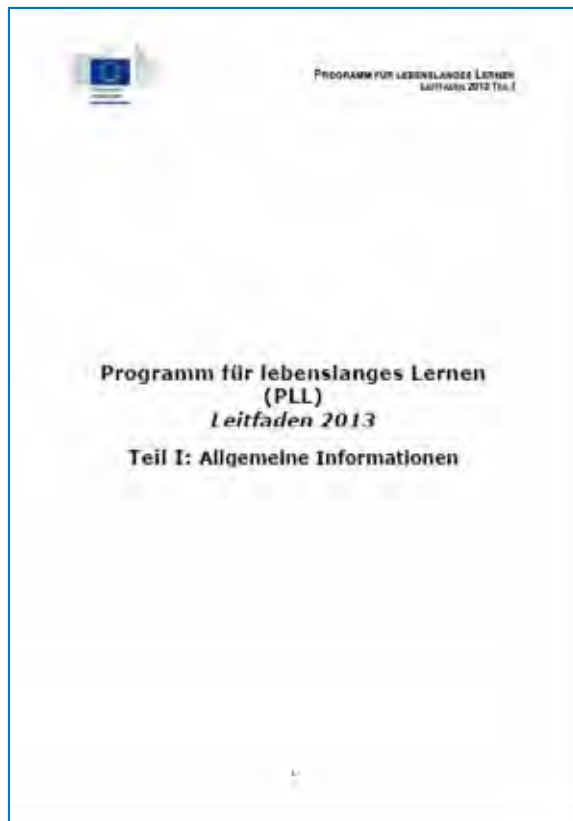 PROGRAMM FÜR LEBENSLANGES LERNEN
LEITFADEN 2013 TEIL I
Programm für lebenslanges Lernen
(PLL)
Leitfaden 2013
Teil I: Allgemeine Informationen